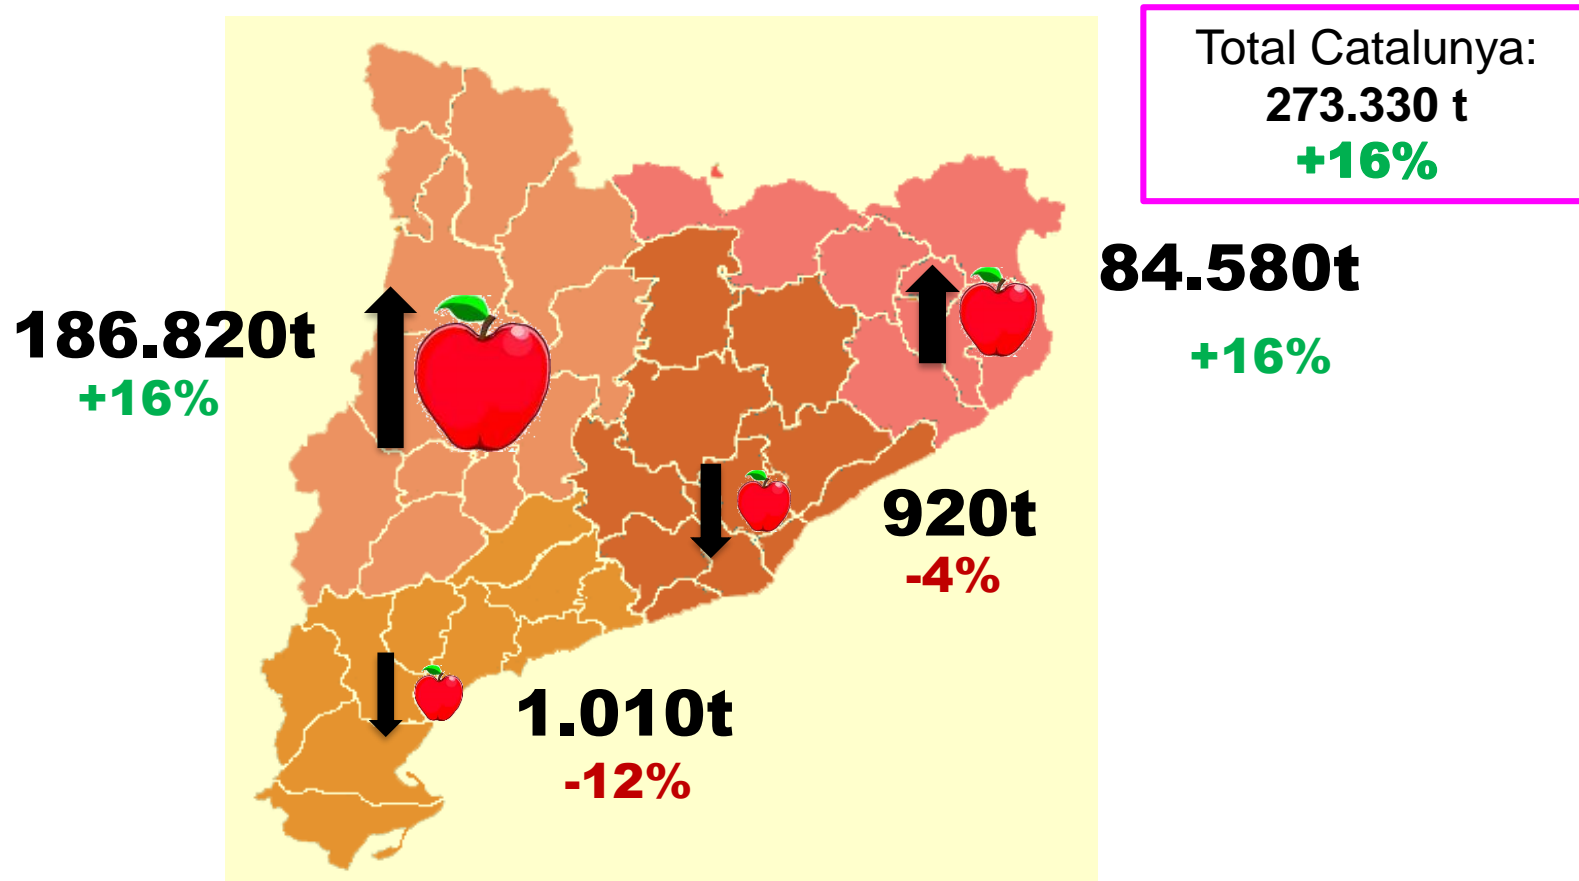 Total Catalunya:
273.330 t
+16%
84.580t
+16%
186.820t
+16%
920t
-4%
1.010t
-12%